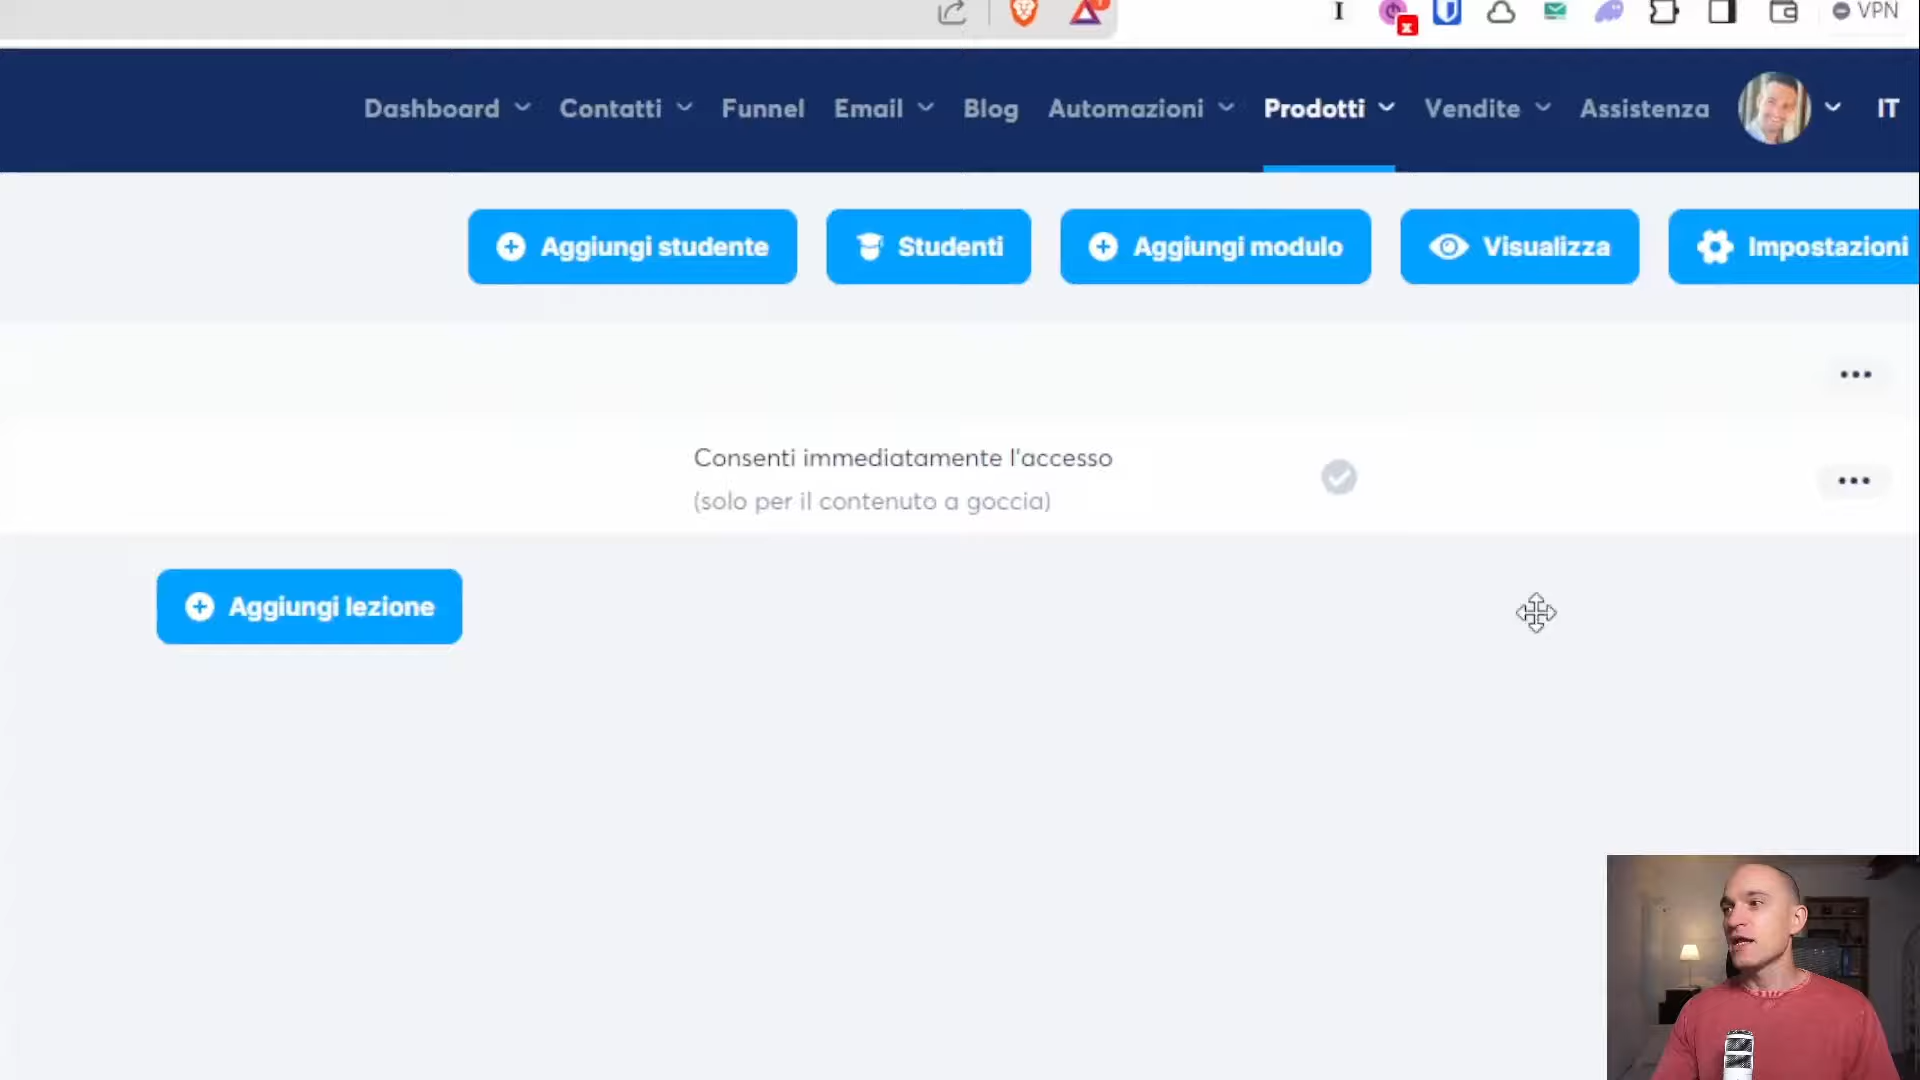 VPN
Dashboard Contatti Funnel Email Blog Automazioni Prodotti Vendite Assistenza IT
Aggiungi studente Studenti Aggiungi modulo Visualizza Impostazioni
Consenti immediatamente l'accesso
(solo per il contenuto a goccia)
Aggiungi lezione